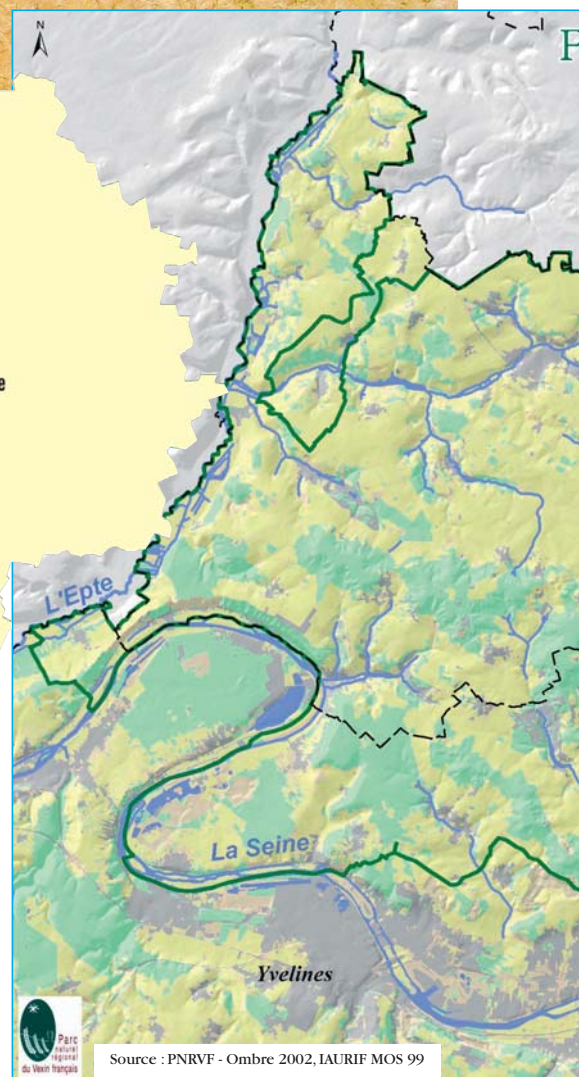 N
P
e
L'Epte
La Seine
Yvelines
Parc
naturel
régional
du Vexin français
Source : PNRVF - Ombre 2002, IAURIF MOS 99